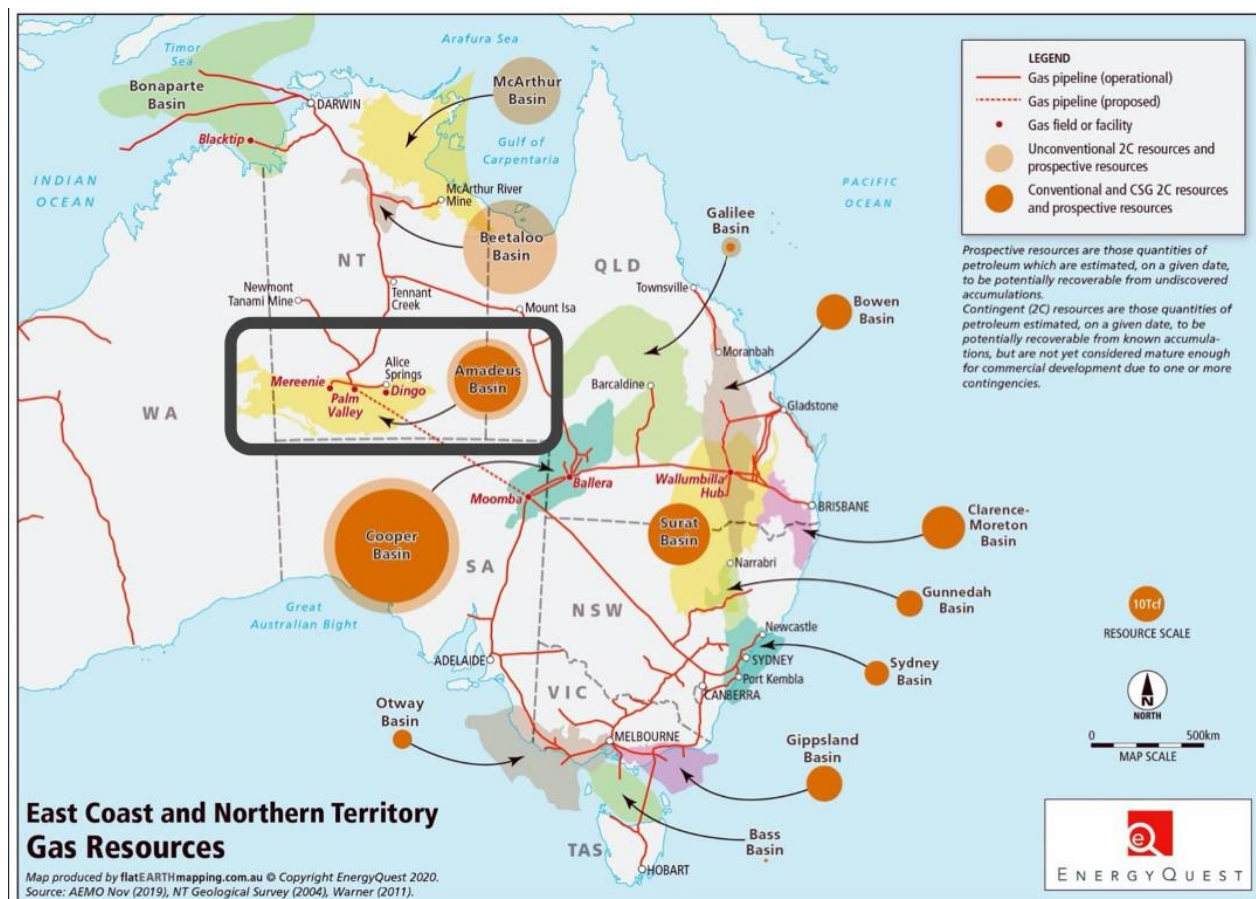 Timor
Sea
Arafura Sea
Bonaparte
Basin
DARWIN
McArthur
Basin
Blacktip
Gulf of
Carpentaria
INDIAN
OCEAN
McArthur River
Mine
PACIFIC
OCEAN
Beetaloo
Basin
Galilee
Basin
NT
QLD
Newmont
Tanami Mine
Tennant
Creek
Mount Isa
Townsville
Bowen
Basin
Moranbah
Alice
Springs
Mereenie
Palm
Valley
Dingo
Amadeus
Basin
Barcaldine
Gladstone
WA
Ballera
Moomba
Wallumbilla
Hub
BRISBANE
Clarence-
Moreton
Basin
Cooper
Basin
Surat
Basin
SA
Narrabri
Gunnedah
Basin
Great
Australian Bight
NSW
Newcastle
SYDNEY
Port Kembla
Sydney
Basin
ADELAIDE
CANBERRA
VIC
Otway
Basin
MELBOURNE
Gippsland
Basin
Bass
Basin
TAS
HOBART
LEGEND
Gas pipeline (operational)
Gas pipeline (proposed)
Gas field or facility
Unconventional 2C resources and
prospective resources
Conventional and CSG 2C resources
and prospective resources
Prospective resources are those quantities of
petroleum which are estimated, on a given date,
to be potentially recoverable from undiscovered
accumulations.
Contingent (2C) resources are those quantities of
petroleum estimated, on a given date, to be
potentially recoverable from known accumula-
tions, but are not yet considered mature enough
for commercial development due to one or more
contingencies.
10Tcf
RESOURCE SCALE
N
NORTH
0 500km
MAP SCALE
East Coast and Northern Territory
Gas Resources
Map produced by flatEARTHmapping.com.au © Copyright EnergyQuest 2020.
Source: AEMO Nov (2019), NT Geological Survey (2004), Warner (2011).
e
ENERGYQUEST